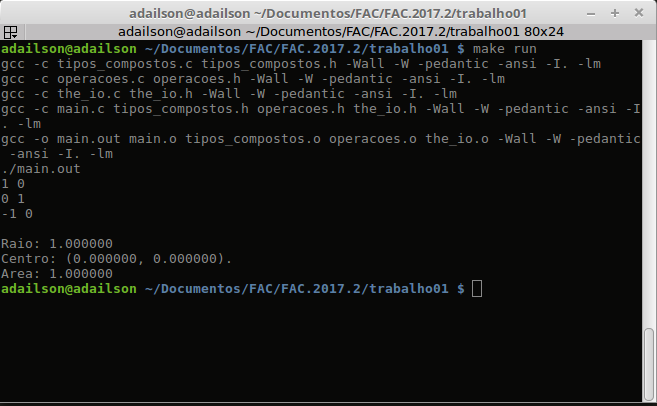 adailson@adailson ~/Documentos/FAC/FAC.2017.2/trabalho01
adailson@adailson ~/Documentos/FAC/FAC.2017.2/trabalho01 80x24
adailson@adailson ~/Documentos/FAC/FAC.2017.2/trabalho01 $ make run
gcc -c tipos_compostos.c tipos_compostos.h -Wall -W -pedantic -ansi -I. -lm
gcc -c operacoes.c operacoes.h -Wall -W -pedantic -ansi -I. -lm
gcc -c the_io.c the_io.h -Wall -W -pedantic -ansi -I. -lm
gcc -c main.c tipos_compostos.h operacoes.h the_io.h -Wall -W -pedantic -ansi -I
. -lm
gcc -o main.out main.o tipos_compostos.o operacoes.o the_io.o -Wall -W -pedantic
 -ansi -I. -lm
./main.out
1 0
0 1
-1 0
Raio: 1.000000
Centro: (0.000000, 0.000000).
Area: 1.000000
adailson@adailson ~/Documentos/FAC/FAC.2017.2/trabalho01 $